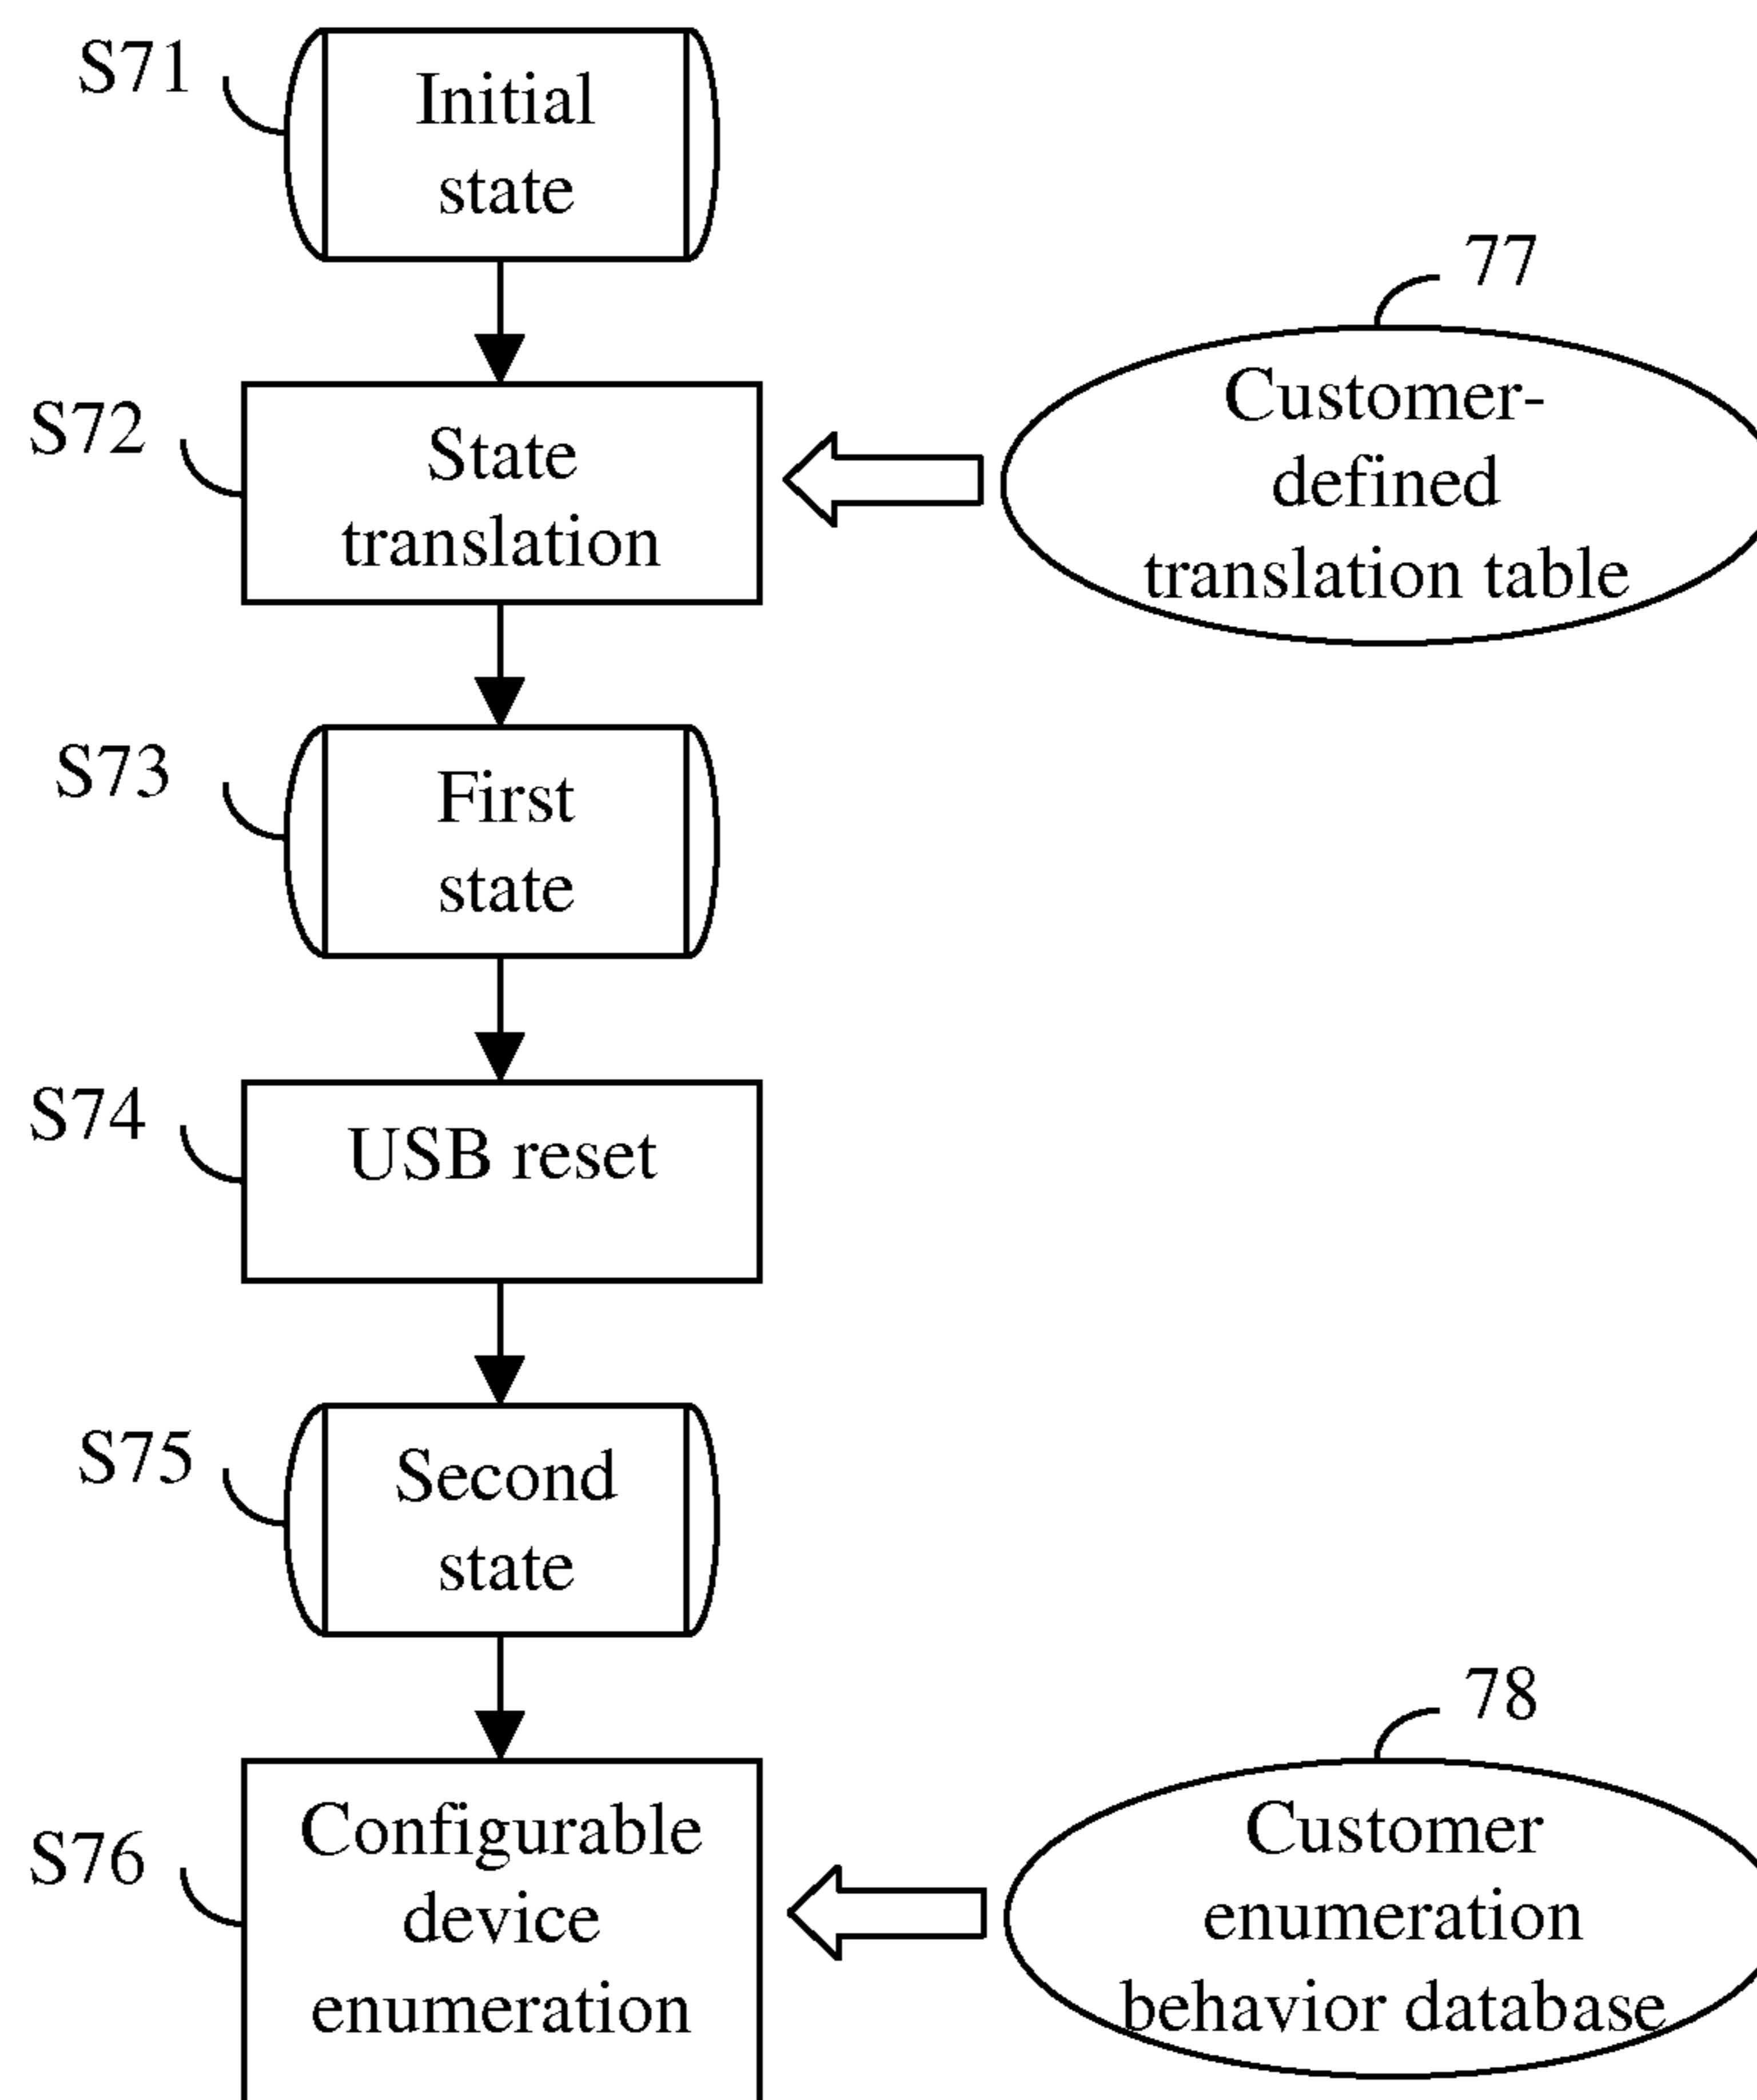 S71
Initial
state
77
S72
State
translation
Customer-
defined
translation table
S73
First
state
S74
USB reset
S75
Second
state
78
S76
Configurable
device
enumeration
Customer
enumeration
behavior database